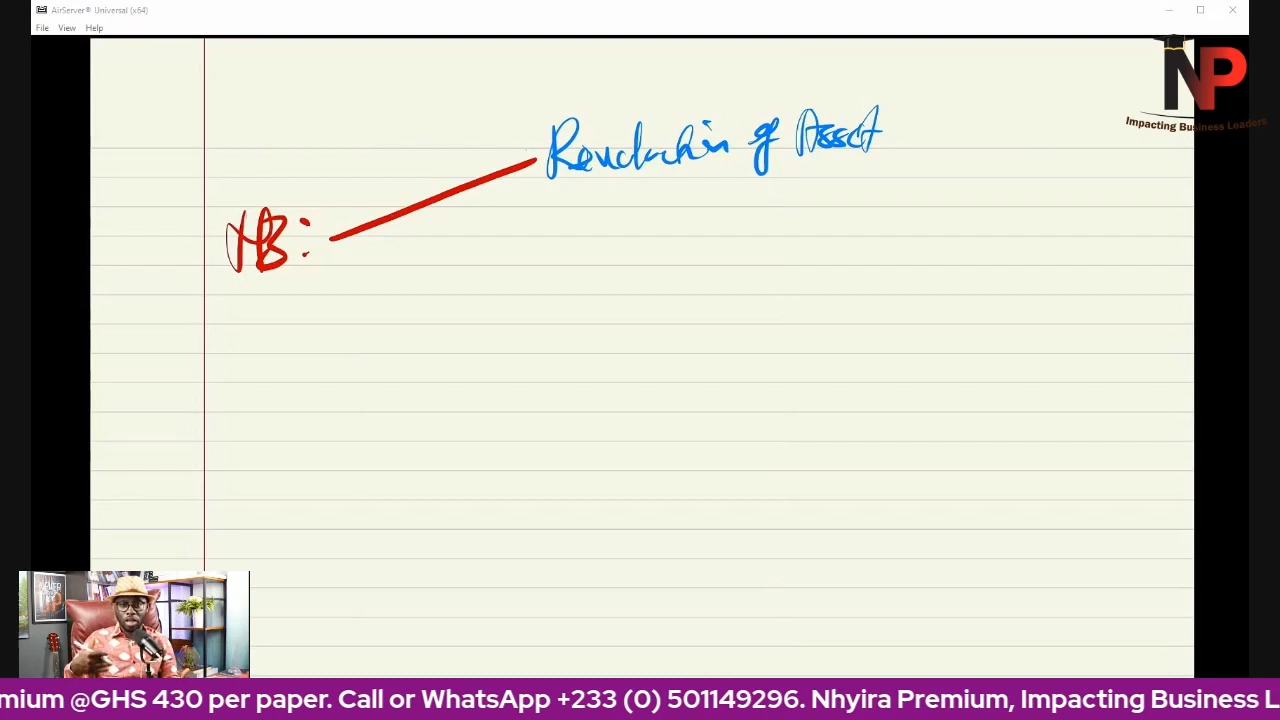 AirServer® Universal (x64)
File View Help
NP
Impacting Business Leaders
Revaluation of Asset
NB:
mium @GHS 430 per paper. Call or WhatsApp +233 (0) 501149296. Nhyira Premium, Impacting Business L